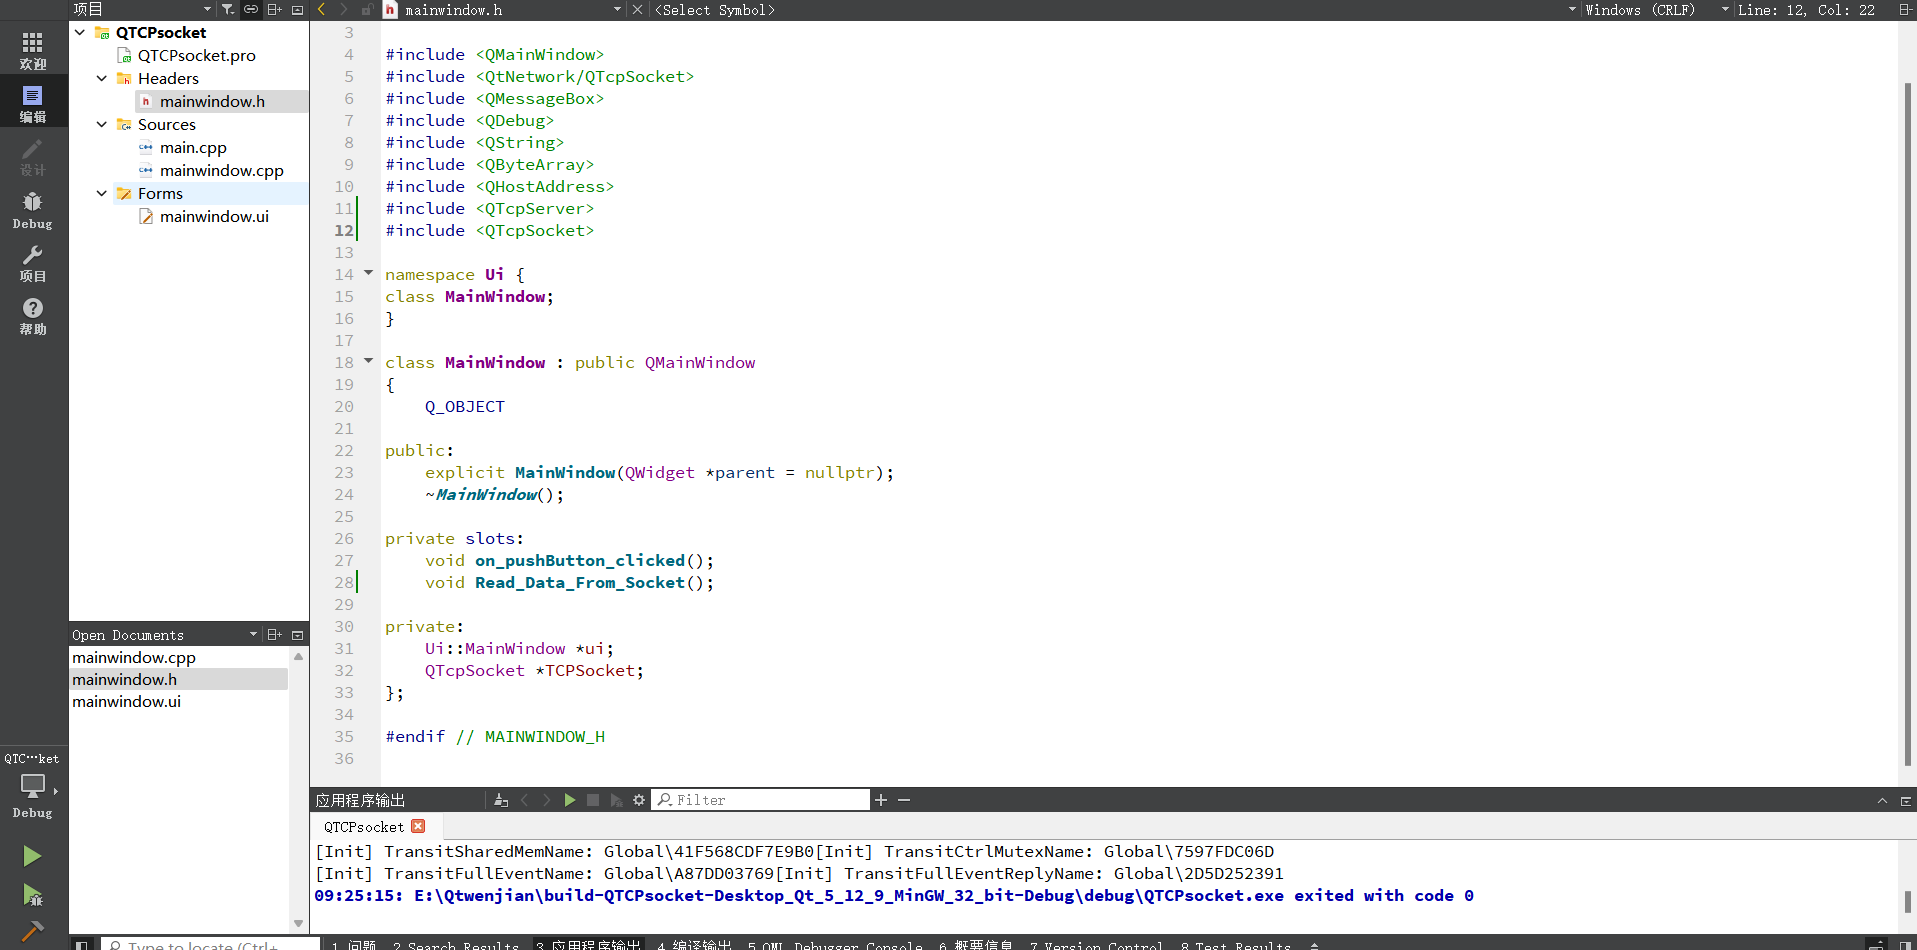 项目
mainwindow.h
<Select Symbol>
Windows (CRLF)
Line: 12, Col: 22
欢迎
编辑
设计
Debug
项目
帮助
QTC···ket
Debug
QTCPsocket
QTCPsocket.pro
Headers
mainwindow.h
Sources
main.cpp
mainwindow.cpp
Forms
mainwindow.ui
Open Documents
mainwindow.cpp
mainwindow.h
mainwindow.ui
3
4 #include <QMainWindow>
5 #include <QtNetwork/QTcpSocket>
6 #include <QMessageBox>
7 #include <QDebug>
8 #include <QString>
9 #include <QByteArray>
10 #include <QHostAddress>
11 #include <QTcpServer>
12 #include <QTcpSocket>
13
14 namespace Ui {
15 class MainWindow;
16 }
17
18 class MainWindow : public QMainWindow
19 {
20 Q_OBJECT
21
22 public:
23 explicit MainWindow(QWidget *parent = nullptr);
24 ~MainWindow();
25
26 private slots:
27 void on_pushButton_clicked();
28 void Read_Data_From_Socket();
29
30 private:
31 Ui::MainWindow *ui;
32 QTcpSocket *TCPSocket;
33 };
34
35 #endif // MAINWINDOW_H
36
应用程序输出
Filter
QTCPsocket
[Init] TransitSharedMemName: Global\41F568CDF7E9B0[Init] TransitCtrlMutexName: Global\7597FDC06D
[Init] TransitFullEventName: Global\A87DD03769[Init] TransitFullEventReplyName: Global\2D5D252391
09:25:15: E:\Qtwenjian\build-QTCPsocket-Desktop_Qt_5_12_9_MinGW_32_bit-Debug\debug\QTCPsocket.exe exited with code 0
Type to locate (Ctrl+
1 问题
2 Search Results
3 应用程序输出
4 编译输出
5 QML Debugger Console
6 概要信息
7 Version Control
8 Test Results